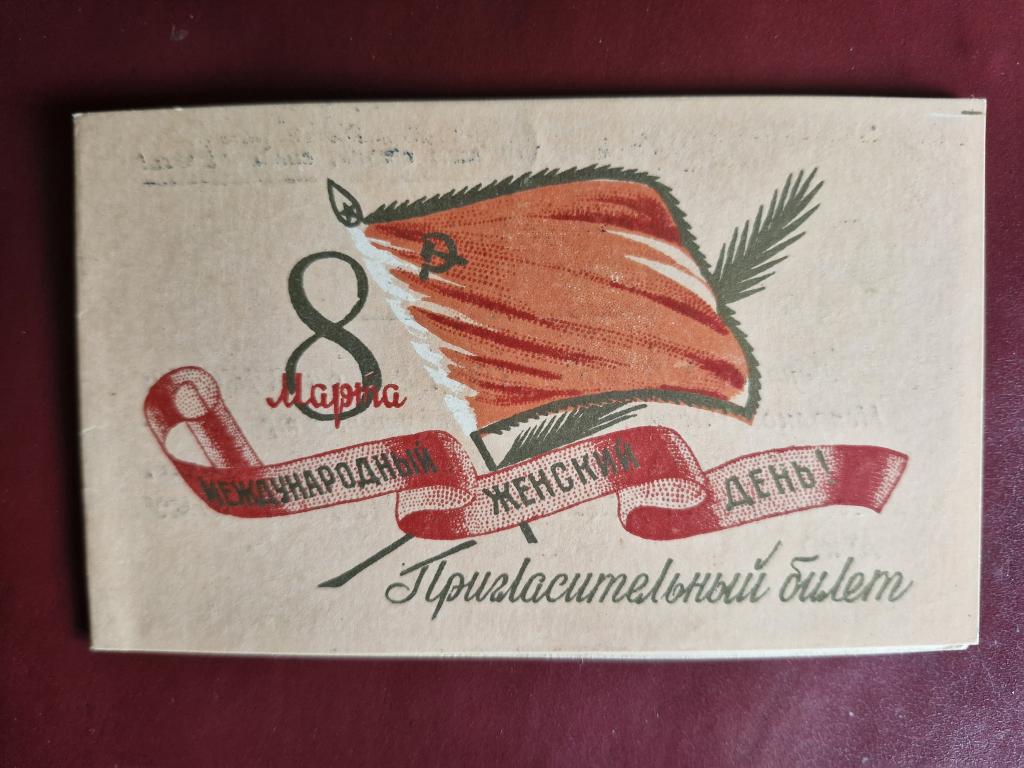 8
Марта
МЕЖДУНАРОДНЫЙ ЖЕНСКИЙ ДЕНЬ!
Пригласительный билет